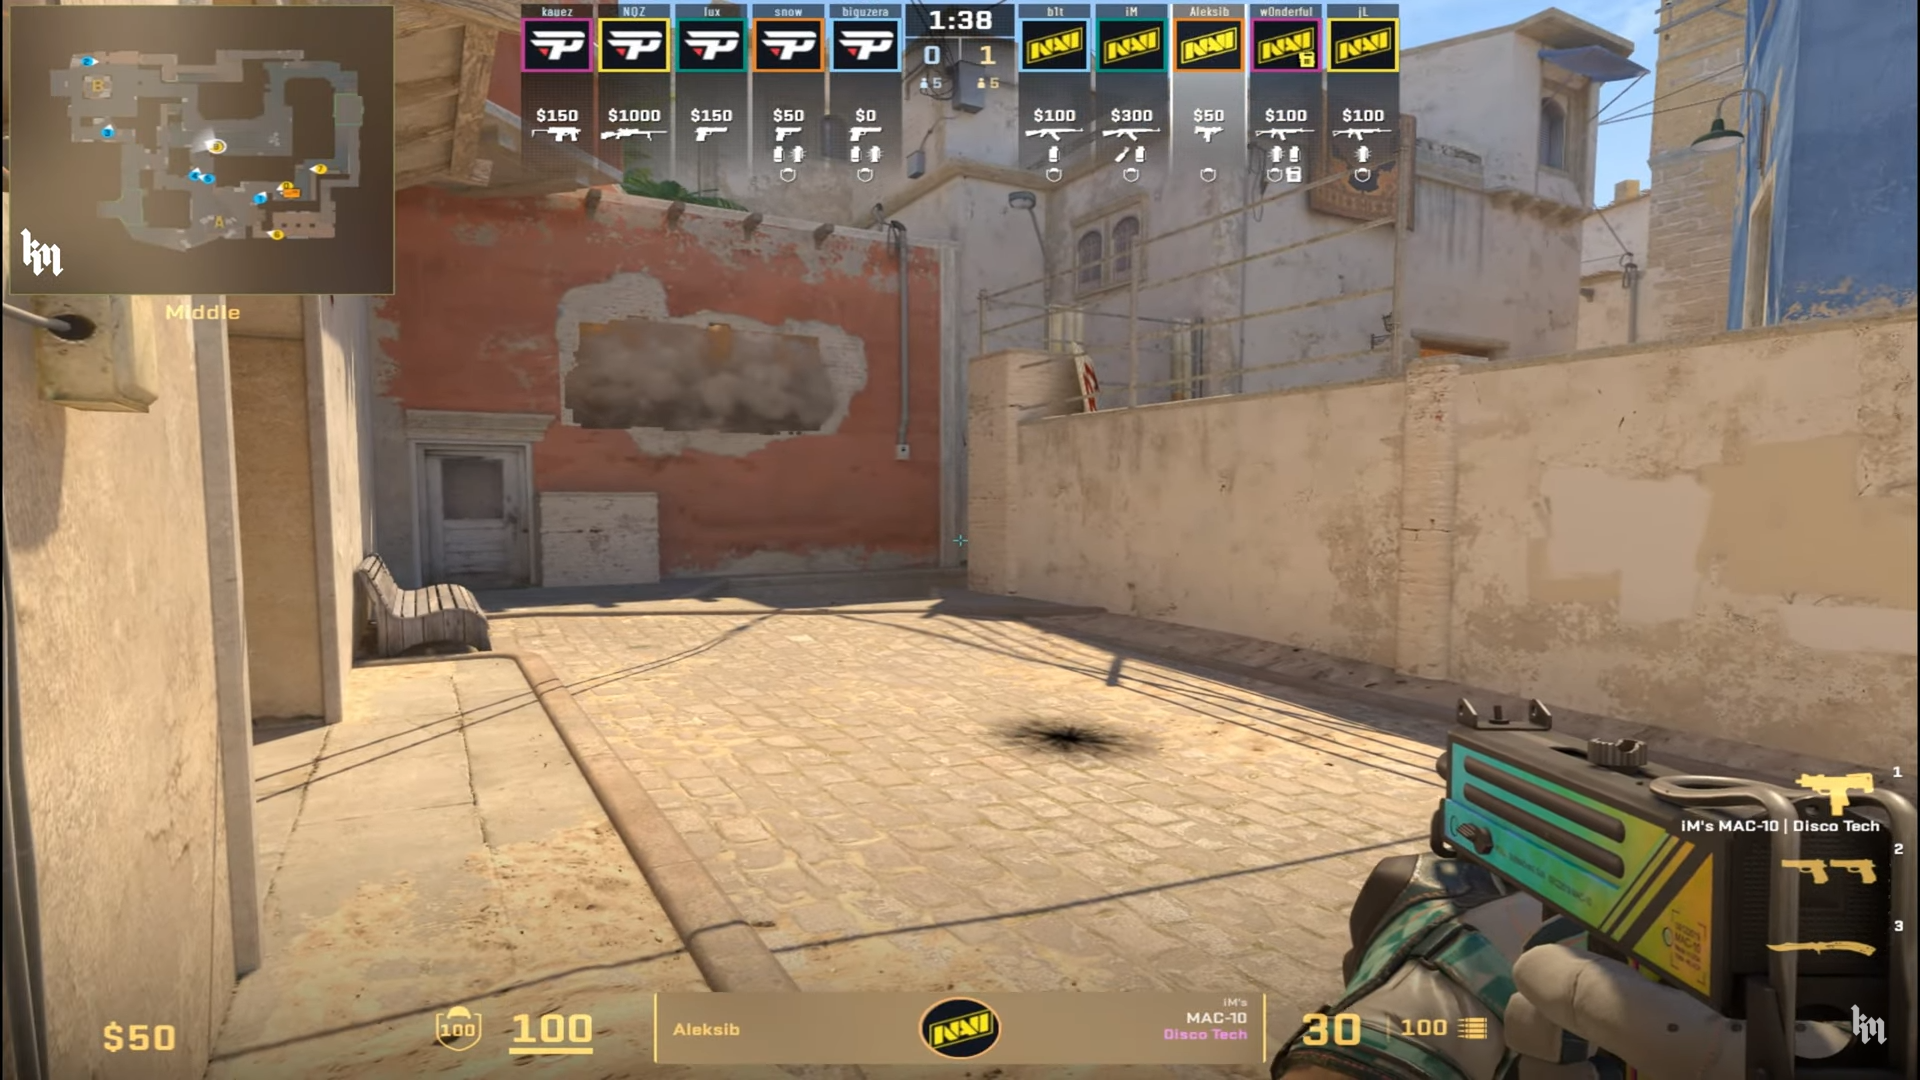 kauez NQZ lux snow biguzera 1:38 b1t iM Aleksib w0nderful jL
0 1
5 5
$150 $1000 $150 $50 $0 $100 $300 $50 $100 $100
B
A
Middle
1
iM's MAC-10 | Disco Tech
2
3
$50
100
100
Aleksib
NAVI
iM's
MAC-10
Disco Tech
30 | 100